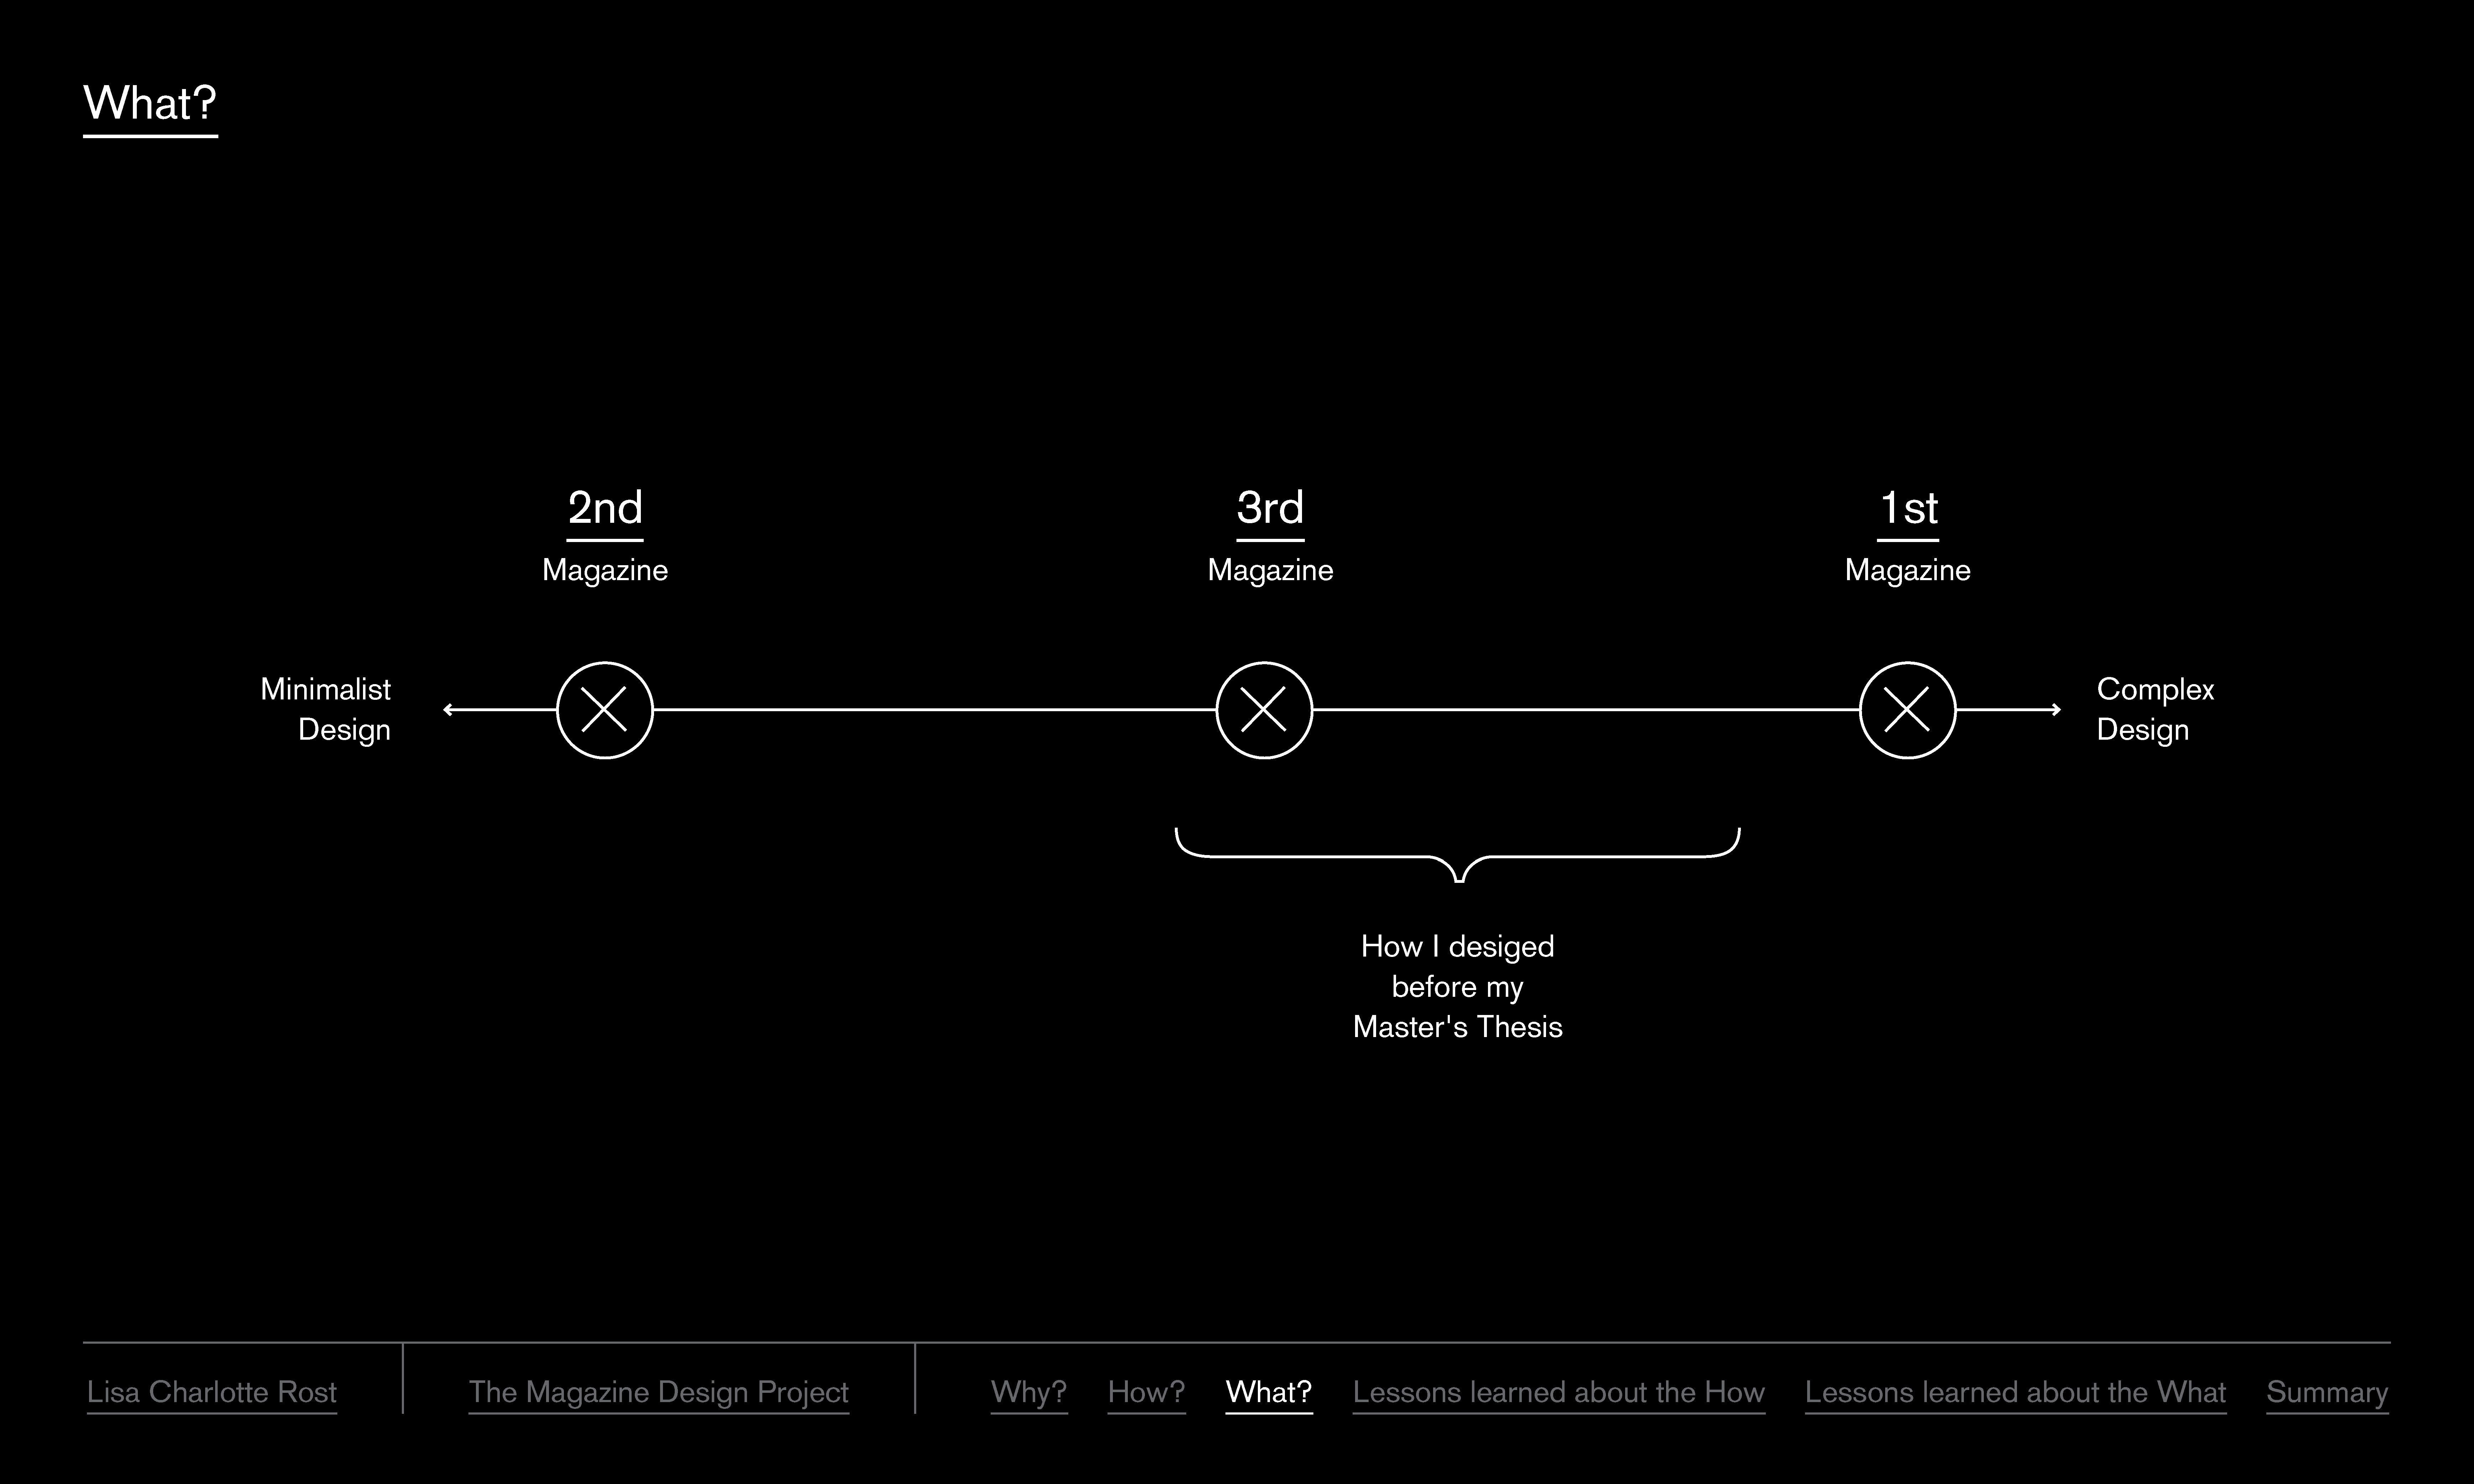 What?
2nd
Magazine
3rd
Magazine
1st
Magazine
Minimalist
Design
Complex
Design
How I desiged
before my
Master's Thesis
Lisa Charlotte Rost
The Magazine Design Project
Why? How? What? Lessons learned about the How Lessons learned about the What Summary